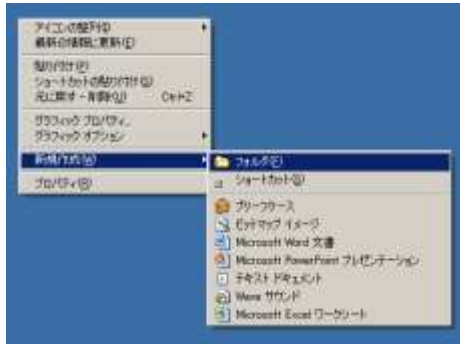 アイコンの整列(I)
最新の情報に更新(E)
貼り付け(P)
ショートカットの貼り付け(S)
元に戻す - 削除(U) Ctrl+Z
グラフィック プロパティ...
グラフィック オプション
新規作成(W)
プロパティ(R)
フォルダ(F)
ショートカット(S)
ブリーフケース
ビットマップ イメージ
Microsoft Word 文書
Microsoft PowerPoint プレゼンテーション
テキスト ドキュメント
Wave サウンド
Microsoft Excel ワークシート